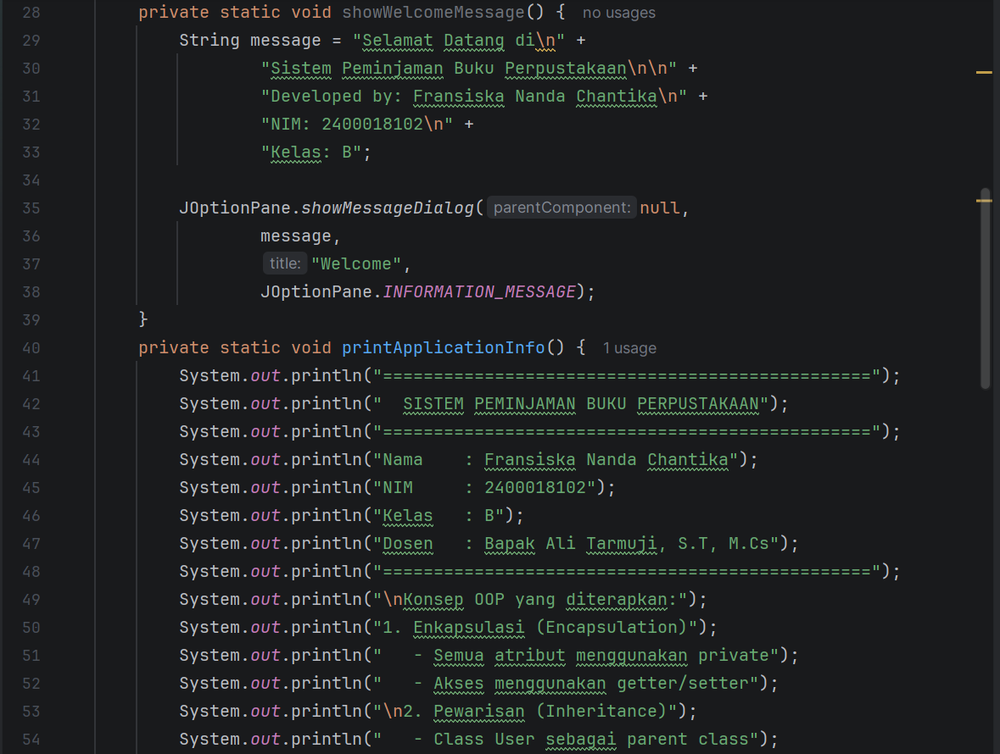 28 private static void showWelcomeMessage() { no usages
29 String message = "Selamat Datang di\n" +
30 "Sistem Peminjaman Buku Perpustakaan\n\n" +
31 "Developed by: Fransiska Nanda Chantika\n" +
32 "NIM: 2400018102\n" +
33 "Kelas: B";
34
35 JOptionPane.showMessageDialog( parentComponent: null,
36 message,
37 title: "Welcome",
38 JOptionPane.INFORMATION_MESSAGE);
39 }
40 private static void printApplicationInfo() { 1 usage
41 System.out.println("================================================");
42 System.out.println("  SISTEM PEMINJAMAN BUKU PERPUSTAKAAN");
43 System.out.println("================================================");
44 System.out.println("Nama    : Fransiska Nanda Chantika");
45 System.out.println("NIM     : 2400018102");
46 System.out.println("Kelas   : B");
47 System.out.println("Dosen   : Bapak Ali Tarmuji, S.T, M.Cs");
48 System.out.println("================================================");
49 System.out.println("\nKonsep OOP yang diterapkan:");
50 System.out.println("1. Enkapsulasi (Encapsulation)");
51 System.out.println("   - Semua atribut menggunakan private");
52 System.out.println("   - Akses menggunakan getter/setter");
53 System.out.println("\n2. Pewarisan (Inheritance)");
54 System.out.println("   - Class User sebagai parent class");